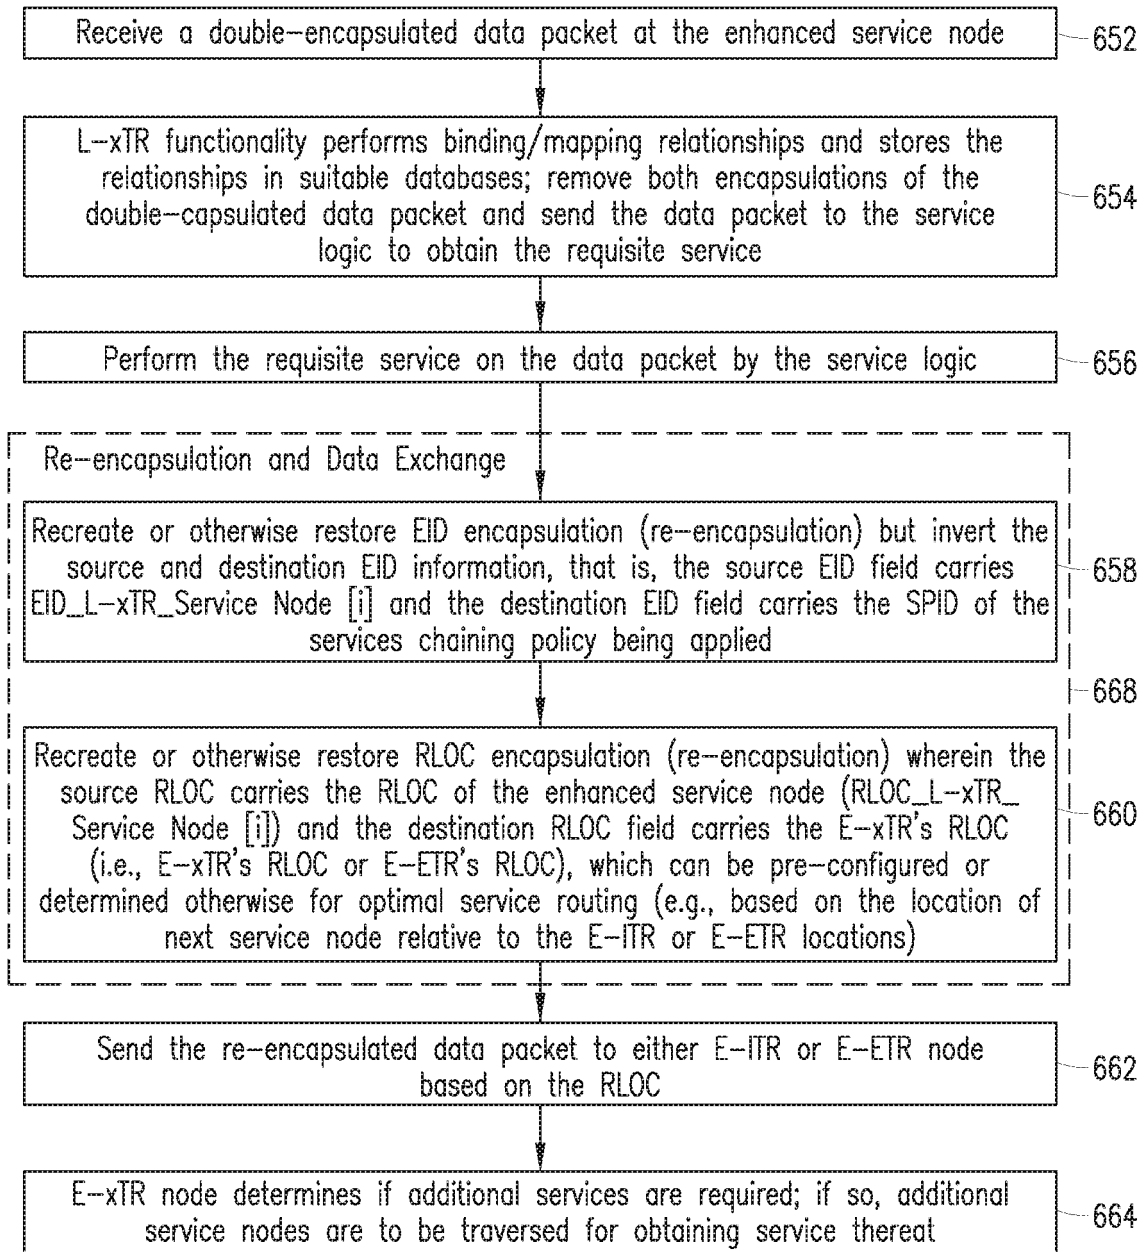 Receive a double-encapsulated data packet at the enhanced service node
652
L-xTR functionality performs binding/mapping relationships and stores the
relationships in suitable databases; remove both encapsulations of the
double-capsulated data packet and send the data packet to the service
logic to obtain the requisite service
654
Perform the requisite service on the data packet by the service logic
656
Re-encapsulation and Data Exchange
Recreate or otherwise restore EID encapsulation (re-encapsulation) but invert the
source and destination EID information, that is, the source EID field carries
EID_L-xTR_Service Node [i] and the destination EID field carries the SPID of the
services chaining policy being applied
658
668
Recreate or otherwise restore RLOC encapsulation (re-encapsulation) wherein the
source RLOC carries the RLOC of the enhanced service node (RLOC_L-xTR_
Service Node [i]) and the destination RLOC field carries the E-xTR's RLOC
(i.e., E-xTR's RLOC or E-ETR's RLOC), which can be pre-configured or
determined otherwise for optimal service routing (e.g., based on the location of
next service node relative to the E-ITR or E-ETR locations)
660
Send the re-encapsulated data packet to either E-ITR or E-ETR node
based on the RLOC
662
E-xTR node determines if additional services are required; if so, additional
service nodes are to be traversed for obtaining service thereat
664